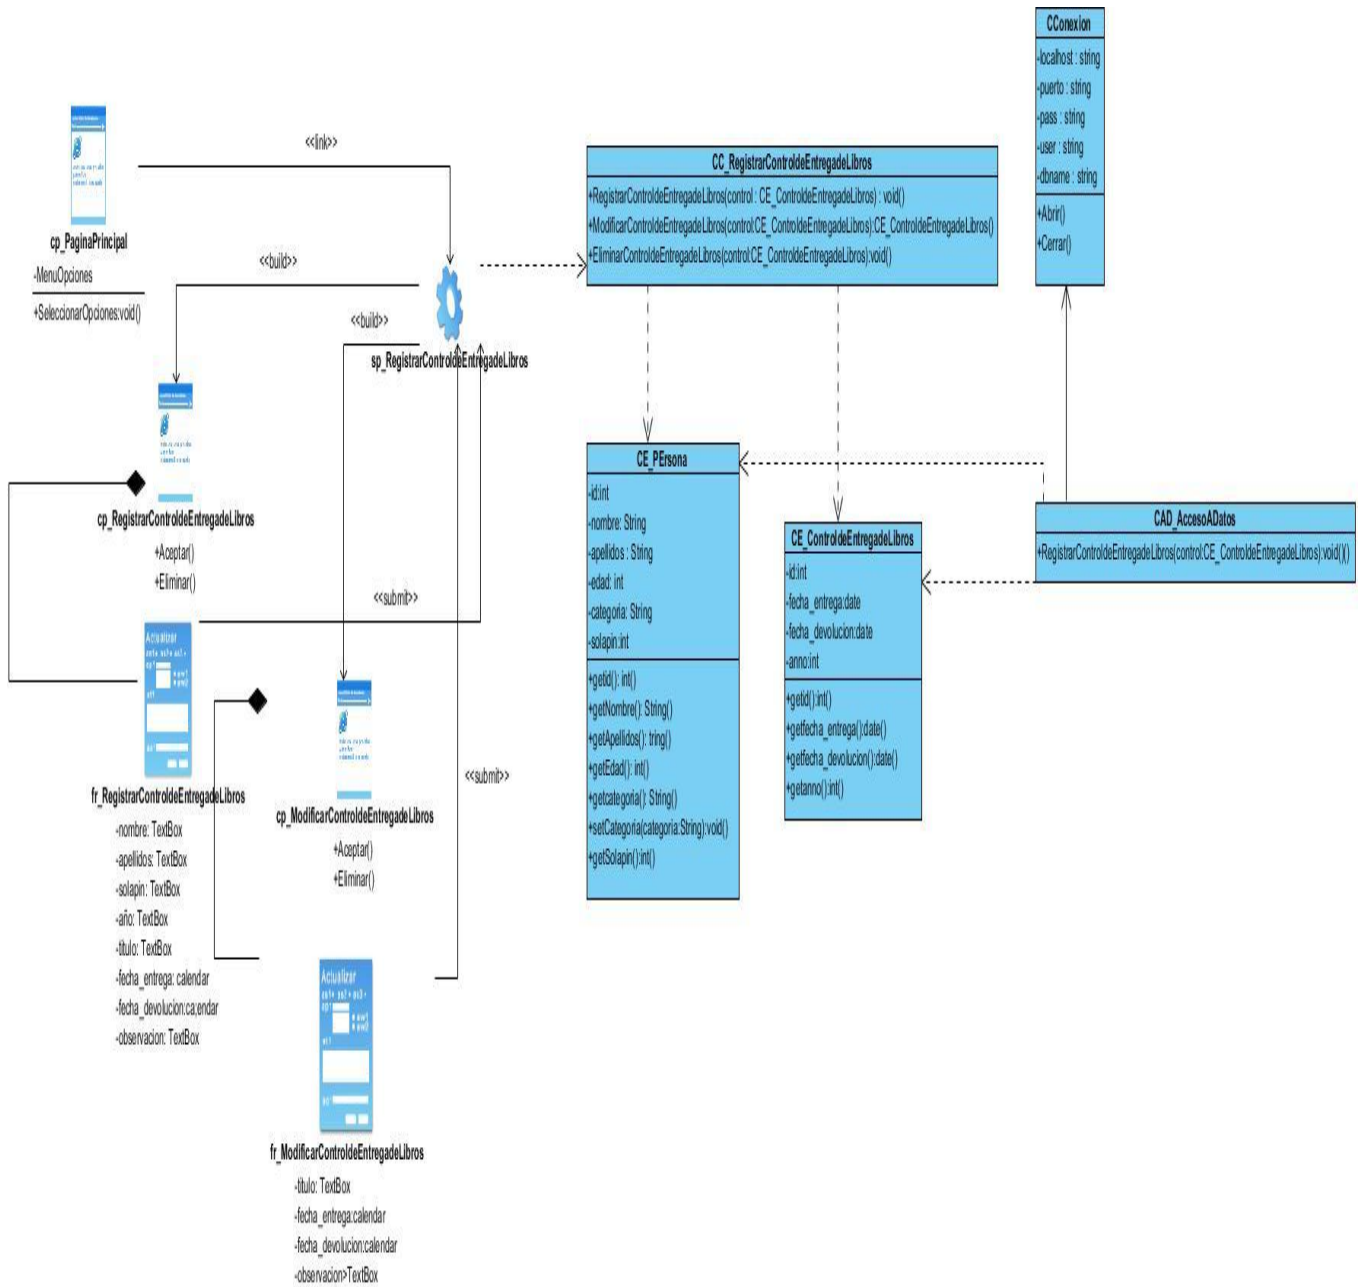 CConexion
-localhost : string
-puerto : string
-pass : string
-user : string
-dbname : string
+Abrir()
+Cerrar()
<<link>>
cp_PaginaPrincipal
-MenuOpciones
+SeleccionarOpciones:void()
CC_RegistrarControldeEntregadeLibros
+RegistrarControldeEntregadeLibros(control : CE_ControldeEntregadeLibros) : void()
+ModificarControldeEntregadeLibros(control:CE_ControldeEntregadeLibros):CE_ControldeEntregadeLibros()
+EliminarControldeEntregadeLibros(control:CE_ControldeEntregadeLibros):void()
<<build>>
<<build>>
sp_RegistrarControldeEntregadeLibros
cp_RegistrarControldeEntregadeLibros
+Aceptar()
+Eliminar()
<<submit>>
Actualizar
fr_RegistrarControldeEntregadeLibros
-nombre: TextBox
-apellidos: TextBox
-solapin: TextBox
-año: TextBox
-titulo: TextBox
-fecha_entrega: calendar
-fecha_devolucion:ca;endar
-observacion: TextBox
cp_ModificarControldeEntregadeLibros
+Aceptar()
+Eliminar()
<<submit>>
Actualizar
fr_ModificarControldeEntregadeLibros
-titulo: TextBox
-fecha_entrega:calendar
-fecha_devolucion:calendar
-observacion>TextBox
CE_PErsona
-id:int
-nombre: String
-apellidos : String
-edad: int
-categoria: String
-solapin:int
+getid(): int()
+getNombre(): String()
+getApellidos(): tring()
+getEdad(): int()
+getcategoria(): String()
+setCategoria(categoria:String):void()
+getSolapin():int()
CE_ControldeEntregadeLibros
-id:int
-fecha_entrega:date
-fecha_devolucion:date
-anno:int
+getid():int()
+getfecha_entrega():date()
+getfecha_devolucion():date()
+getanno():int()
CAD_AccesoADatos
+RegistrarControldeEntregadeLibros(control:CE_ControldeEntregadeLibros):void()()